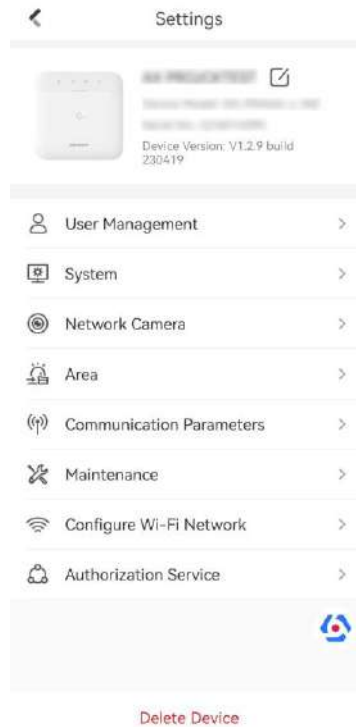 Settings
Device Version: V1.2.9 build
230419
User Management
System
Network Camera
Area
Communication Parameters
Maintenance
Configure Wi-Fi Network
Authorization Service
Delete Device